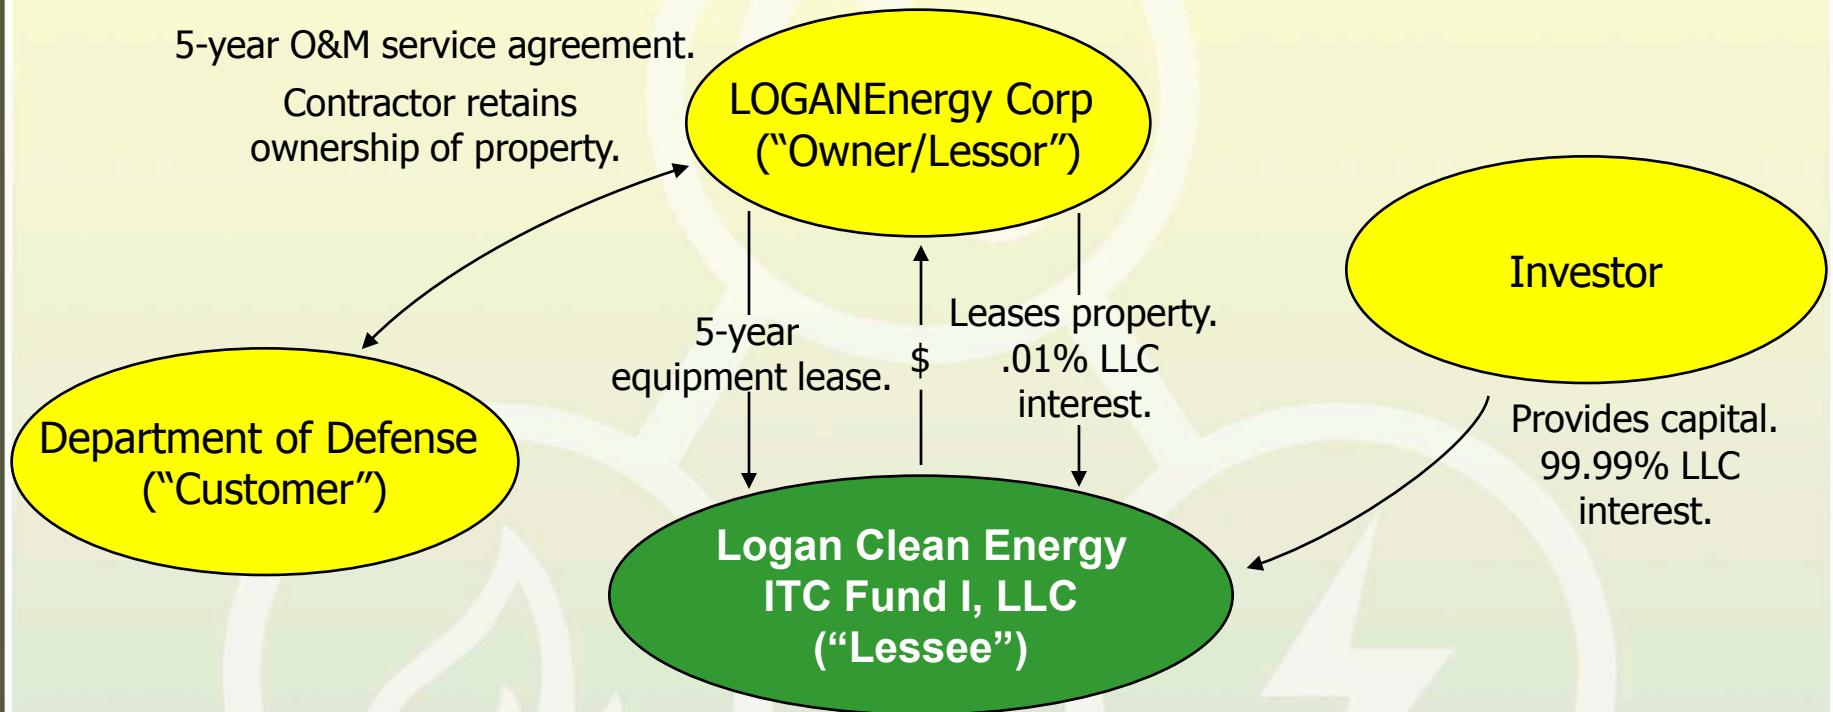 5-year O&M service agreement.
Contractor retains
ownership of property.
LOGANEnergy Corp
(“Owner/Lessor”)
Investor
5-year
equipment lease.
$
Leases property.
.01% LLC
interest.
Department of Defense
(“Customer”)
Provides capital.
99.99% LLC
interest.
Logan Clean Energy
ITC Fund I, LLC
(“Lessee”)